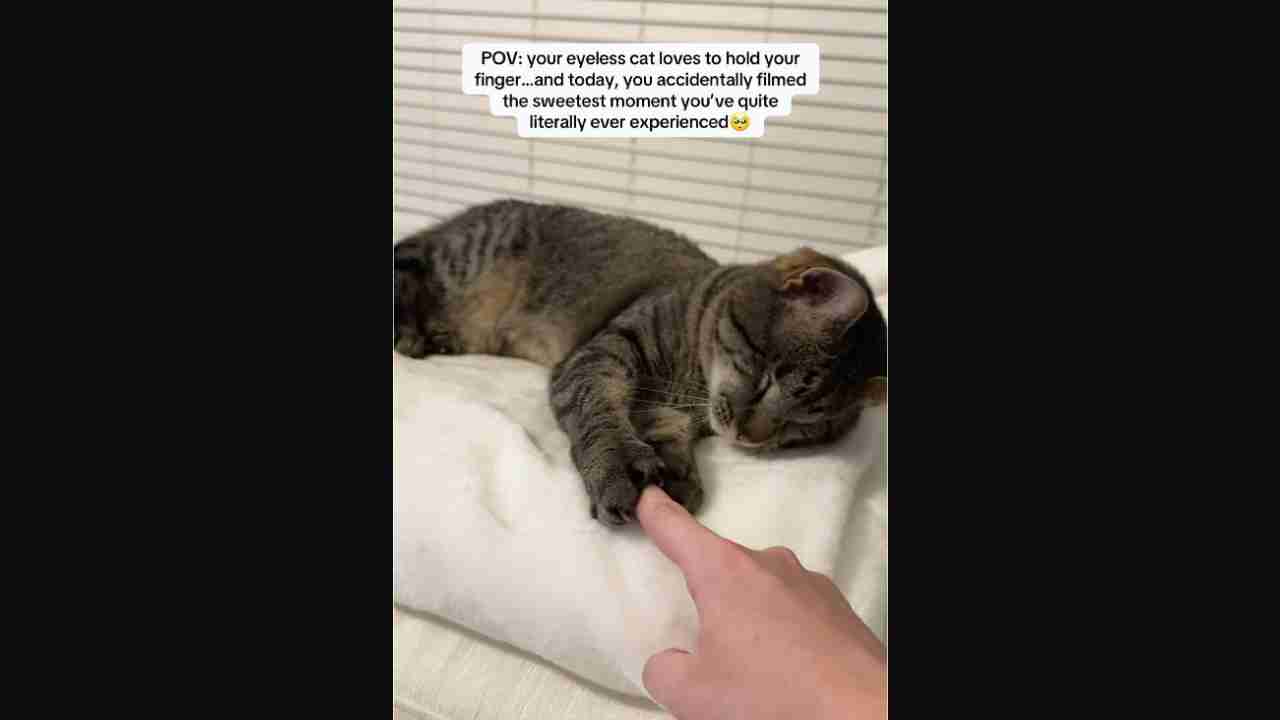 POV: your eyeless cat loves to hold your
finger...and today, you accidentally filmed
the sweetest moment you've quite
literally ever experienced🥹